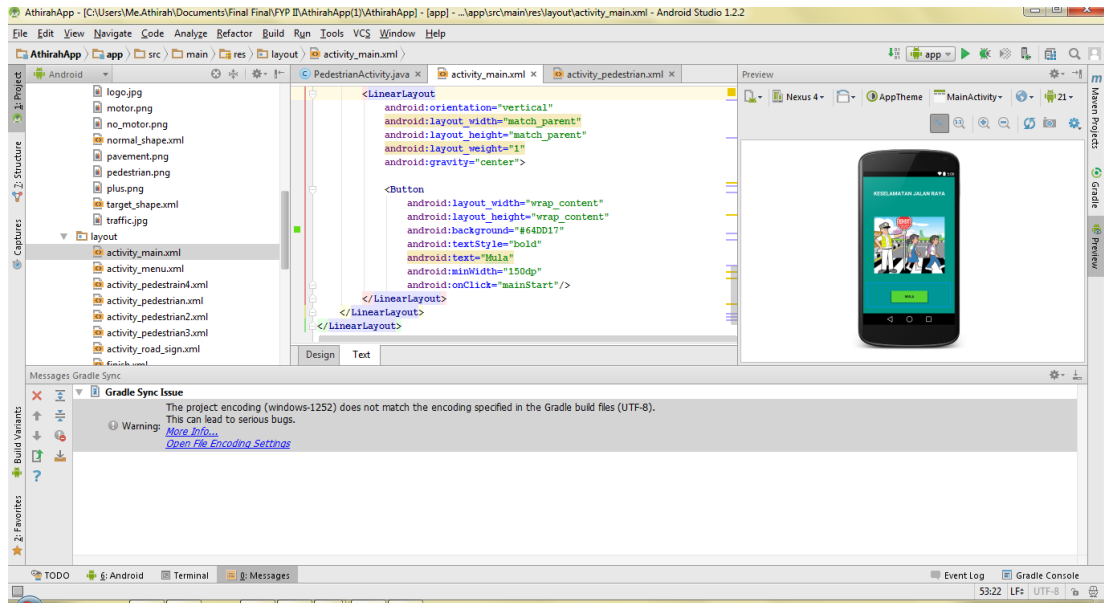 AthirahApp - [C:\Users\Me.Athirah\Documents\Final Final\FYP II\AthirahApp(1)\AthirahApp] - [app] - ...\app\src\main\res\layout\activity_main.xml - Android Studio 1.2.2
File Edit View Navigate Code Analyze Refactor Build Run Tools VCS Window Help
AthirahApp app src main res layout activity_main.xml app
1: Project
Z: Structure
Captures
Build Variants
2: Favorites
Android
logo.jpg
motor.png
no_motor.png
normal_shape.xml
pavement.png
pedestrian.png
plus.png
target_shape.xml
traffic.jpg
layout
activity_main.xml
activity_menu.xml
activity_pedestrain4.xml
activity_pedestrian.xml
activity_pedestrian2.xml
activity_pedestrian3.xml
activity_road_sign.xml
finish.xml
PedestrianActivity.java × activity_main.xml × activity_pedestrian.xml ×
<LinearLayout
android:orientation="vertical"
android:layout_width="match_parent"
android:layout_height="match_parent"
android:layout_weight="1"
android:gravity="center">
<Button
android:layout_width="wrap_content"
android:layout_height="wrap_content"
android:background="#64DD17"
android:textStyle="bold"
android:text="Mula"
android:minWidth="150dp"
android:onClick="mainStart"/>
</LinearLayout>
</LinearLayout>
</LinearLayout>
Design Text
Preview
Nexus 4 AppTheme MainActivity 21
KESELAMATAN JALAN RAYA
MULA
Maven Projects
Gradle
Preview
Messages Gradle Sync
Gradle Sync Issue
Warning: The project encoding (windows-1252) does not match the encoding specified in the Gradle build files (UTF-8).
This can lead to serious bugs.
More Info...
Open File Encoding Settings
TODO 6: Android Terminal 0: Messages Event Log Gradle Console
53:22 LF UTF-8